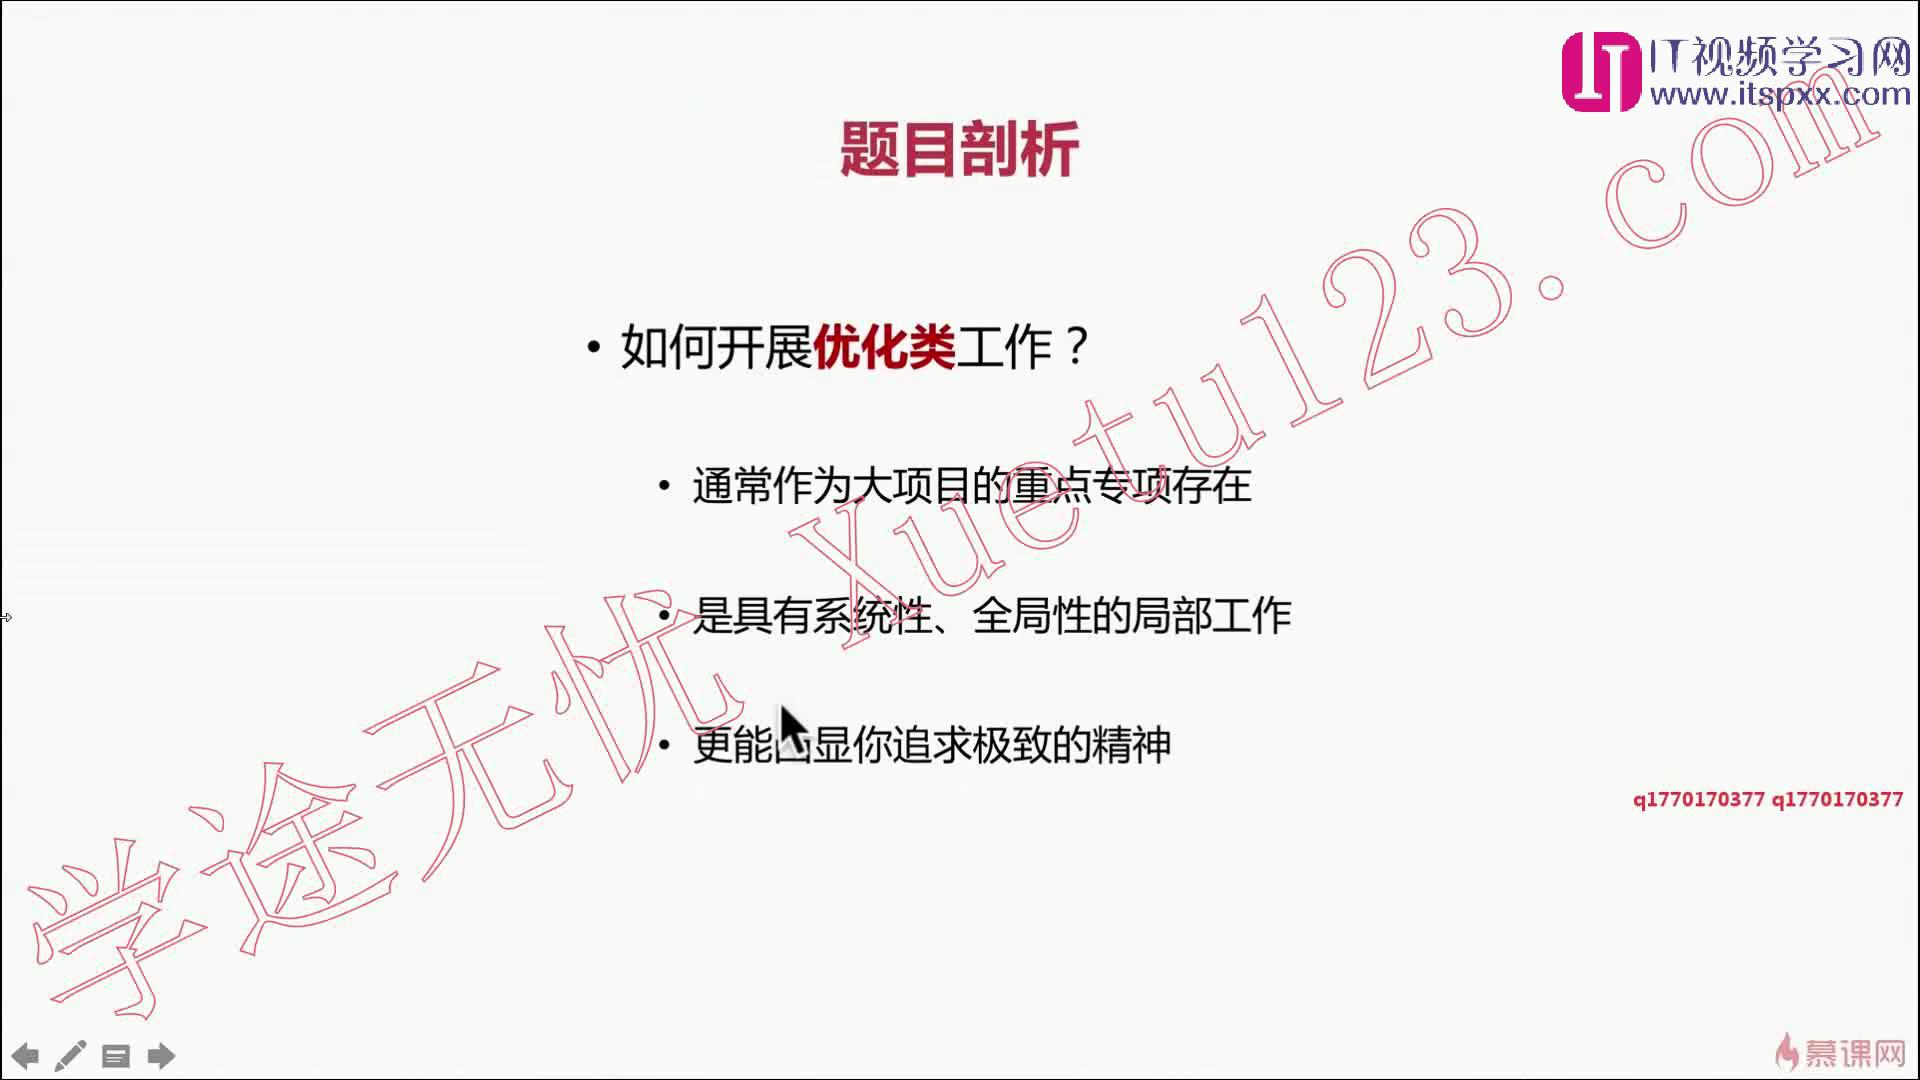 IT视频学习网
www.itspxx.com
题目剖析
• 如何开展优化类工作？
• 通常作为大项目的重点专项存在
• 是具有系统性、全局性的局部工作
• 更能凸显你追求极致的精神
学途无忧 Xuetu123.com
q1770170377 q1770170377
慕课网